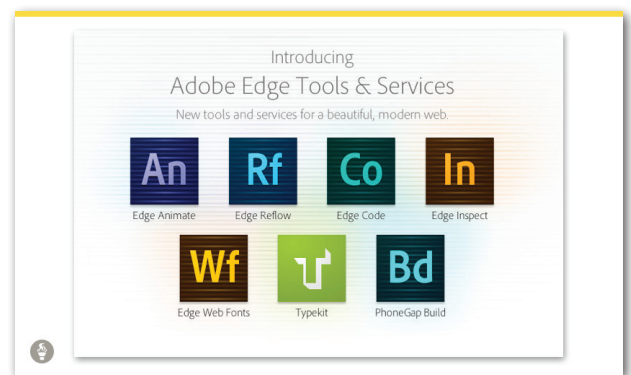 Introducing
Adobe Edge Tools & Services
New tools and services for a beautiful, modern web.
An Rf Co In
Edge Animate Edge Reflow Edge Code Edge Inspect
Wf Bd
Edge Web Fonts Typekit PhoneGap Build